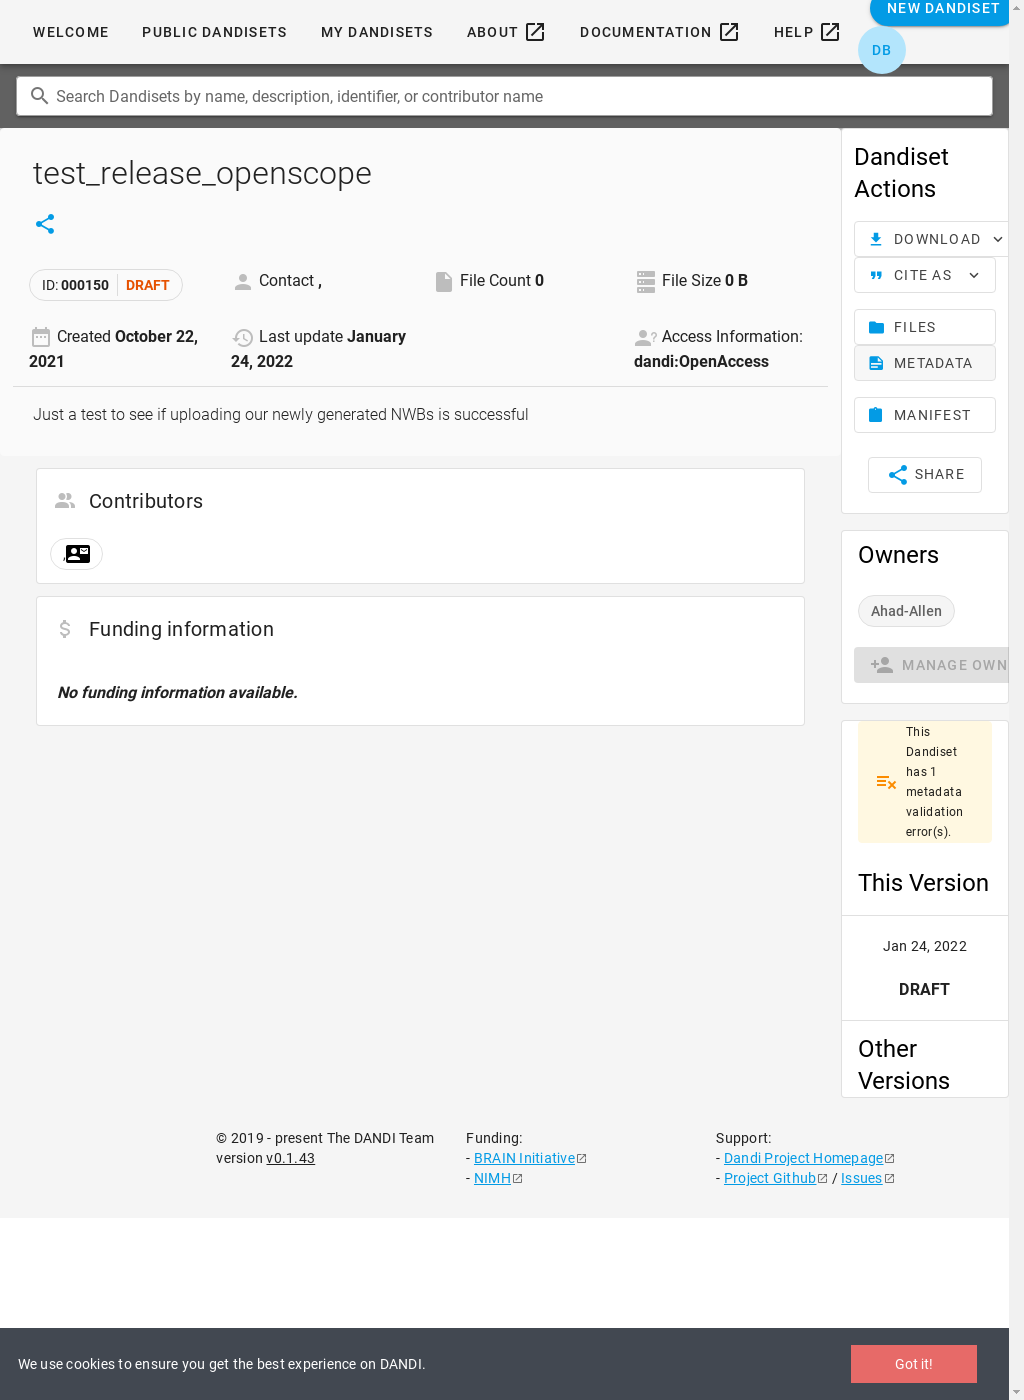 WELCOME
PUBLIC DANDISETS
MY DANDISETS
ABOUT
DOCUMENTATION
HELP
NEW DANDISET
DB
Search Dandisets by name, description, identifier, or contributor name
test_release_openscope
ID: 000150 DRAFT
Contact ,
File Count 0
File Size 0 B
Created October 22,
2021
Last update January
24, 2022
Access Information:
dandi:OpenAccess
Just a test to see if uploading our newly generated NWBs is successful
Contributors
,
Funding information
No funding information available.
Dandiset
Actions
DOWNLOAD
CITE AS
FILES
METADATA
MANIFEST
SHARE
Owners
Ahad-Allen
MANAGE OWN
This
Dandiset
has 1
metadata
validation
error(s).
This Version
Jan 24, 2022
DRAFT
Other
Versions
© 2019 - present The DANDI Team
version v0.1.43
Funding:
- BRAIN Initiative
- NIMH
Support:
- Dandi Project Homepage
- Project Github / Issues
We use cookies to ensure you get the best experience on DANDI.
Got it!